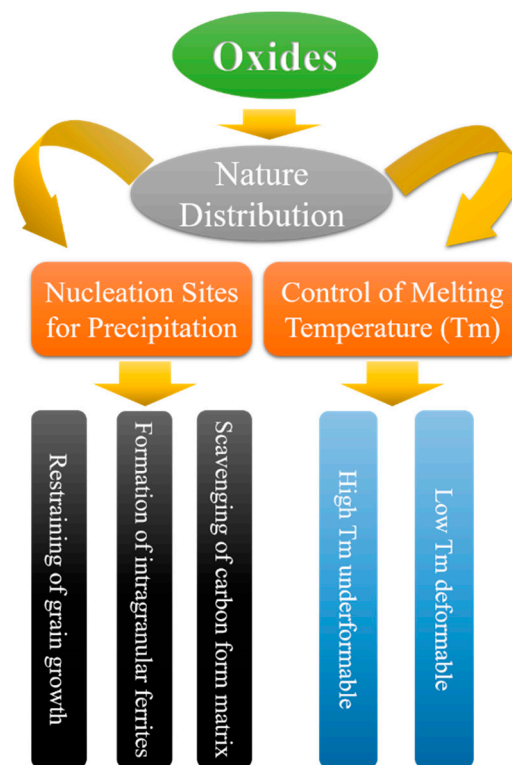 Oxides
Nature
Distribution
Nucleation Sites
for Precipitation
Control of Melting
Temperature (Tm)
Restraining of grain growth
Formation of intragranular ferrites
Scavenging of carbon form matrix
High Tm underformable
Low Tm deformable